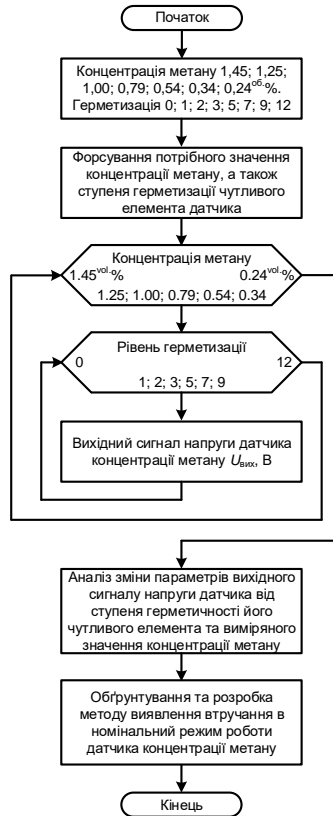 Початок
Концентрація метану 1,45; 1,25;
1,00; 0,79; 0,54; 0,34; 0,24об.%.
Герметизація 0; 1; 2; 3; 5; 7; 9; 12
Форсування потрібного значення
концентрації метану, а також
ступеня герметизації чутливого
елемента датчика
Концентрація метану
1.45vol.% 0.24vol.%
1.25; 1.00; 0.79; 0.54; 0.34
Рівень герметизації
0 12
1; 2; 3; 5; 7; 9
Вихідний сигнал напруги датчика
концентрації метану Uвих, В
Аналіз зміни параметрів вихідного
сигналу напруги датчика від
ступеня герметичності його
чутливого елемента та виміряного
значення концентрації метану
Обґрунтування та розробка
методу виявлення втручання в
номінальний режим роботи
датчика концентрації метану
Кінець